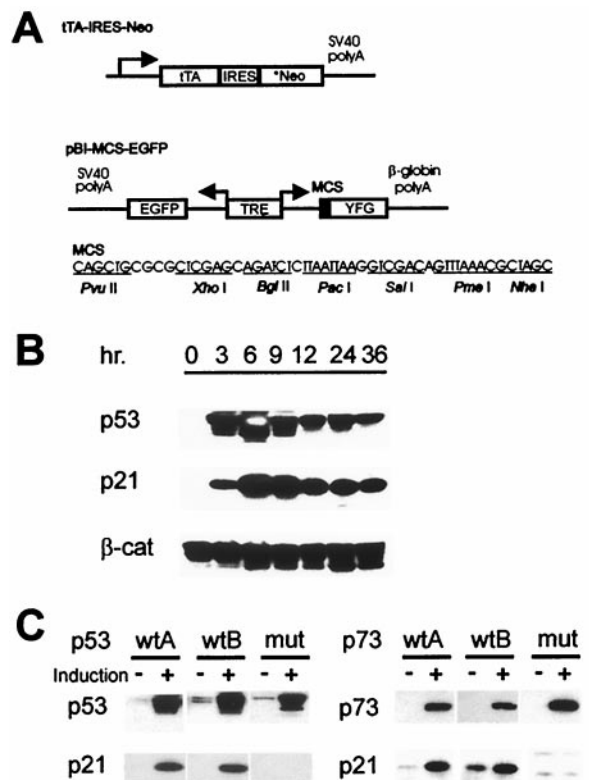 A
tTA-IRES-Neo
SV40
polyA
tTA IRES *Neo
pBI-MCS-EGFP
SV40
polyA
MCS
β-globin
polyA
EGFP TRE YFG
MCS
CAGCTGCGCGCTCGAGCAGATCTCTTAATTAAGGTCGACAGTTTAAACGCTAGC
Pvu II Xho I Bgl II Pac I Sal I Pme I Nhe I
B
hr. 0 3 6 9 12 24 36
p53
p21
β-cat
C
p53 wtA wtB mut p73 wtA wtB mut
Induction - + - + - + - + - + - +
p53 p73
p21 p21